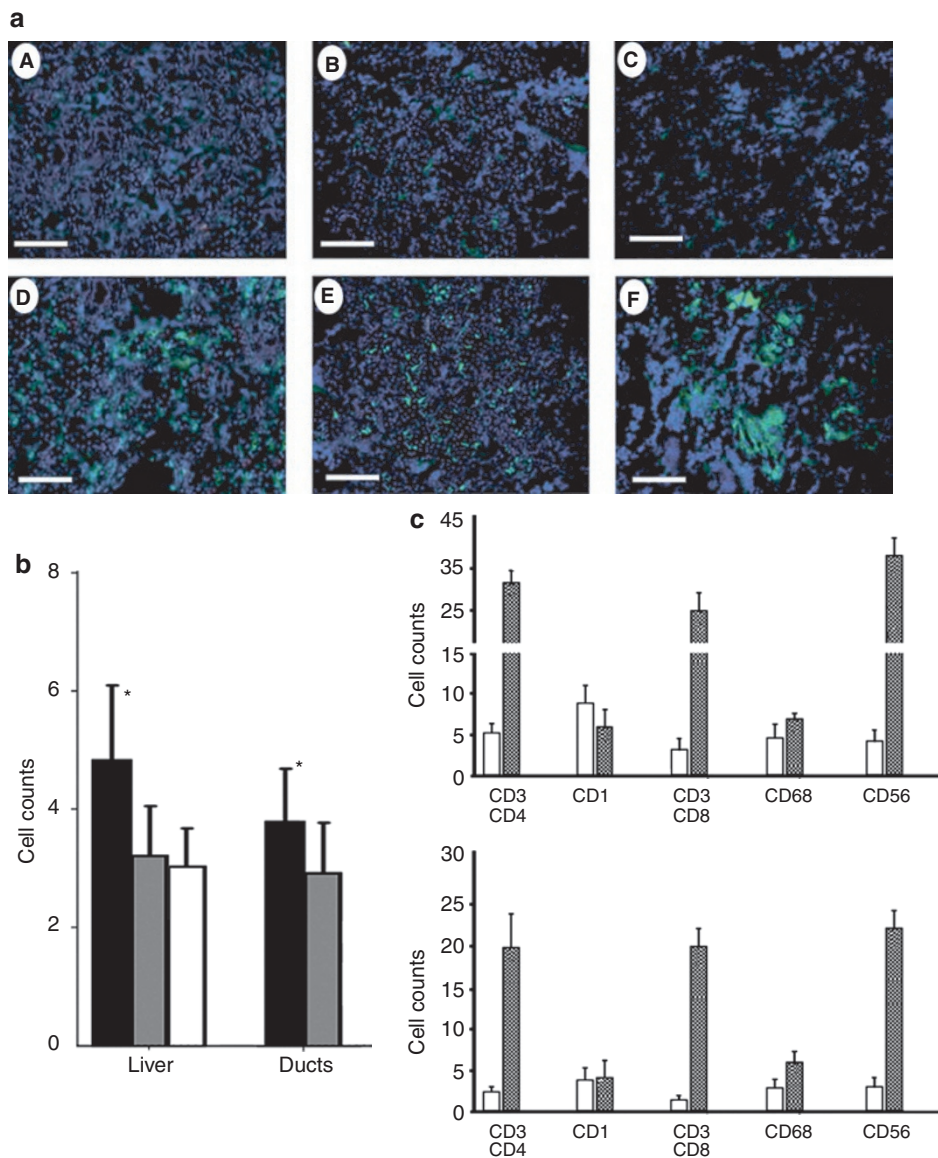 a
A
B
C
D
E
F
b
8
6
4
2
0
Cell counts
*
*
Liver
Ducts
c
45
35
25
15
10
5
0
Cell counts
CD3
CD4
CD1
CD3
CD8
CD68
CD56
30
25
20
15
10
5
0
Cell counts
CD3
CD4
CD1
CD3
CD8
CD68
CD56